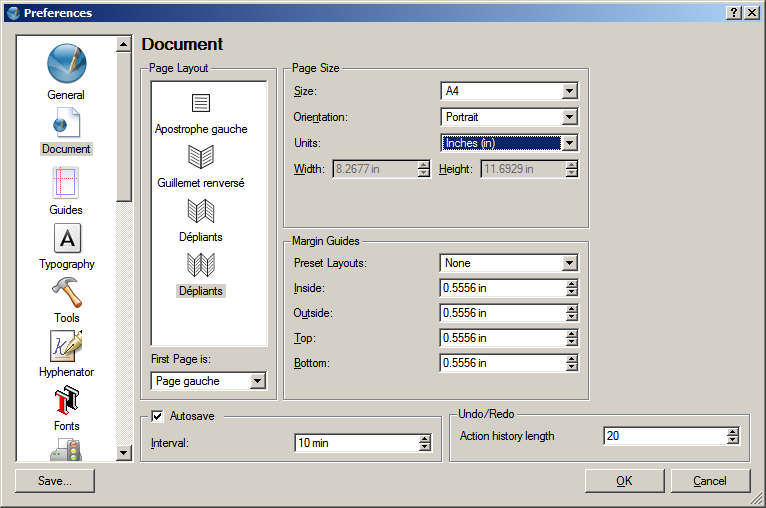 Preferences
General
Document
Guides
Typography
Tools
Hyphenator
Fonts
Document
Page Layout
Apostrophe gauche
Guillemet renversé
Dépliants
Dépliants
First Page is:
Page gauche
Page Size
Size: A4
Orientation: Portrait
Units: Inches (in)
Width: 8.2677 in Height: 11.6929 in
Margin Guides
Preset Layouts: None
Inside: 0.5556 in
Outside: 0.5556 in
Top: 0.5556 in
Bottom: 0.5556 in
Autosave
Interval: 10 min
Undo/Redo
Action history length 20
Save...
OK
Cancel